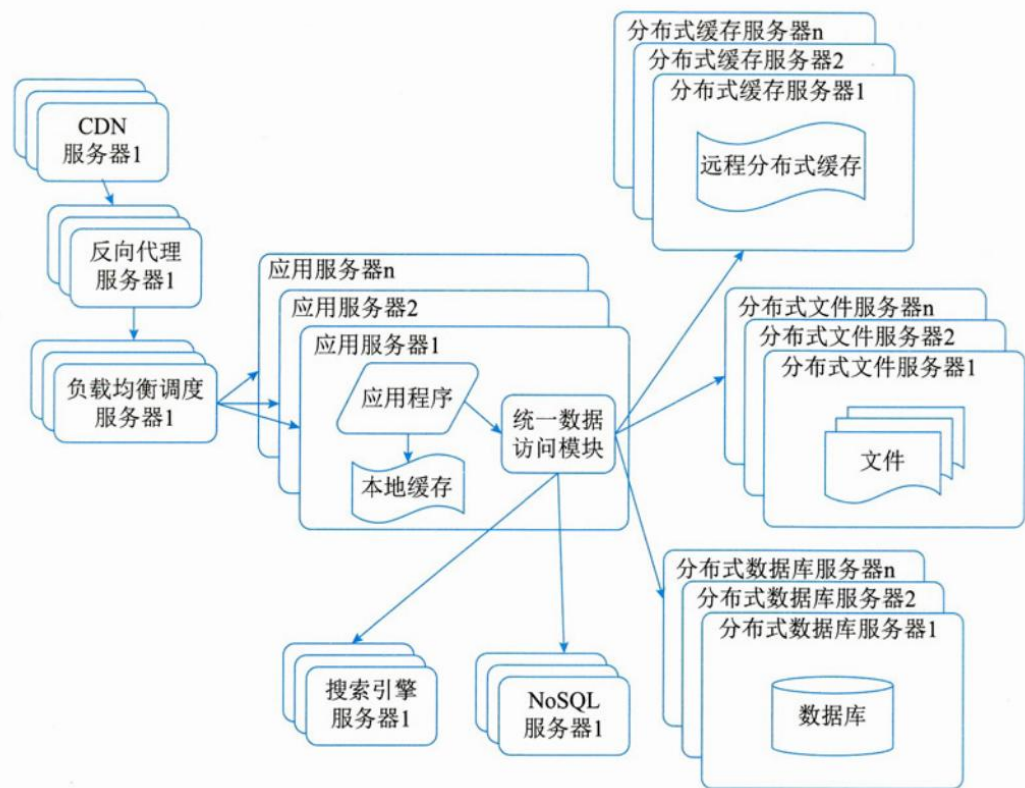 CDN
服务器1
反向代理
服务器1
负载均衡调度
服务器1
应用服务器n
应用服务器2
应用服务器1
应用程序
本地缓存
统一数据
访问模块
分布式缓存服务器n
分布式缓存服务器2
分布式缓存服务器1
远程分布式缓存
分布式文件服务器n
分布式文件服务器2
分布式文件服务器1
文件
分布式数据库服务器n
分布式数据库服务器2
分布式数据库服务器1
数据库
搜索引擎
服务器1
NoSQL
服务器1